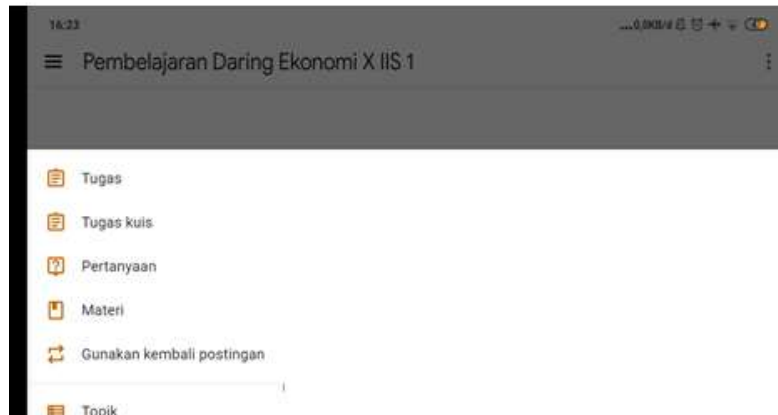 16:23
Pembelajaran Daring Ekonomi X IIS 1
Tugas
Tugas kuis
Pertanyaan
Materi
Gunakan kembali postingan
Topik